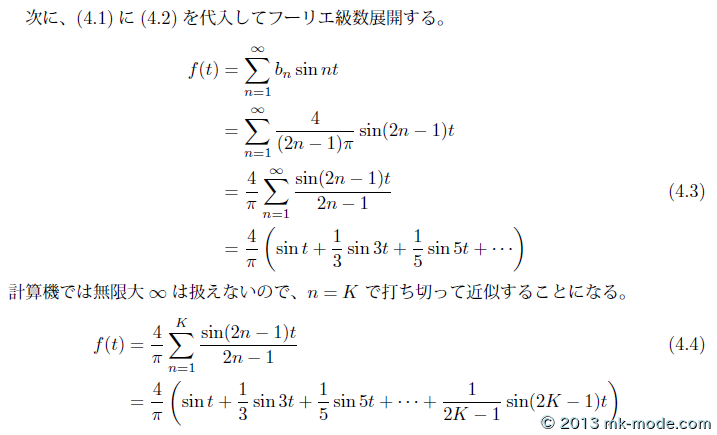 次に、(4.1) に (4.2) を代入してフーリエ級数展開する。
f(t) = \sum_{n=1}^{\infty} b_n \sin nt
= \sum_{n=1}^{\infty} \frac{4}{(2n-1)\pi} \sin(2n-1)t
= \frac{4}{\pi} \sum_{n=1}^{\infty} \frac{\sin(2n-1)t}{2n-1} (4.3)
= \frac{4}{\pi} \left( \sin t + \frac{1}{3} \sin 3t + \frac{1}{5} \sin 5t + \cdots \right)
計算機では無限大 ∞ は扱えないので、n = K で打ち切って近似することになる。
f(t) = \frac{4}{\pi} \sum_{n=1}^{K} \frac{\sin(2n-1)t}{2n-1} (4.4)
= \frac{4}{\pi} \left( \sin t + \frac{1}{3} \sin 3t + \frac{1}{5} \sin 5t + \cdots + \frac{1}{2K-1} \sin(2K-1)t \right)
© 2013 mk-mode.com